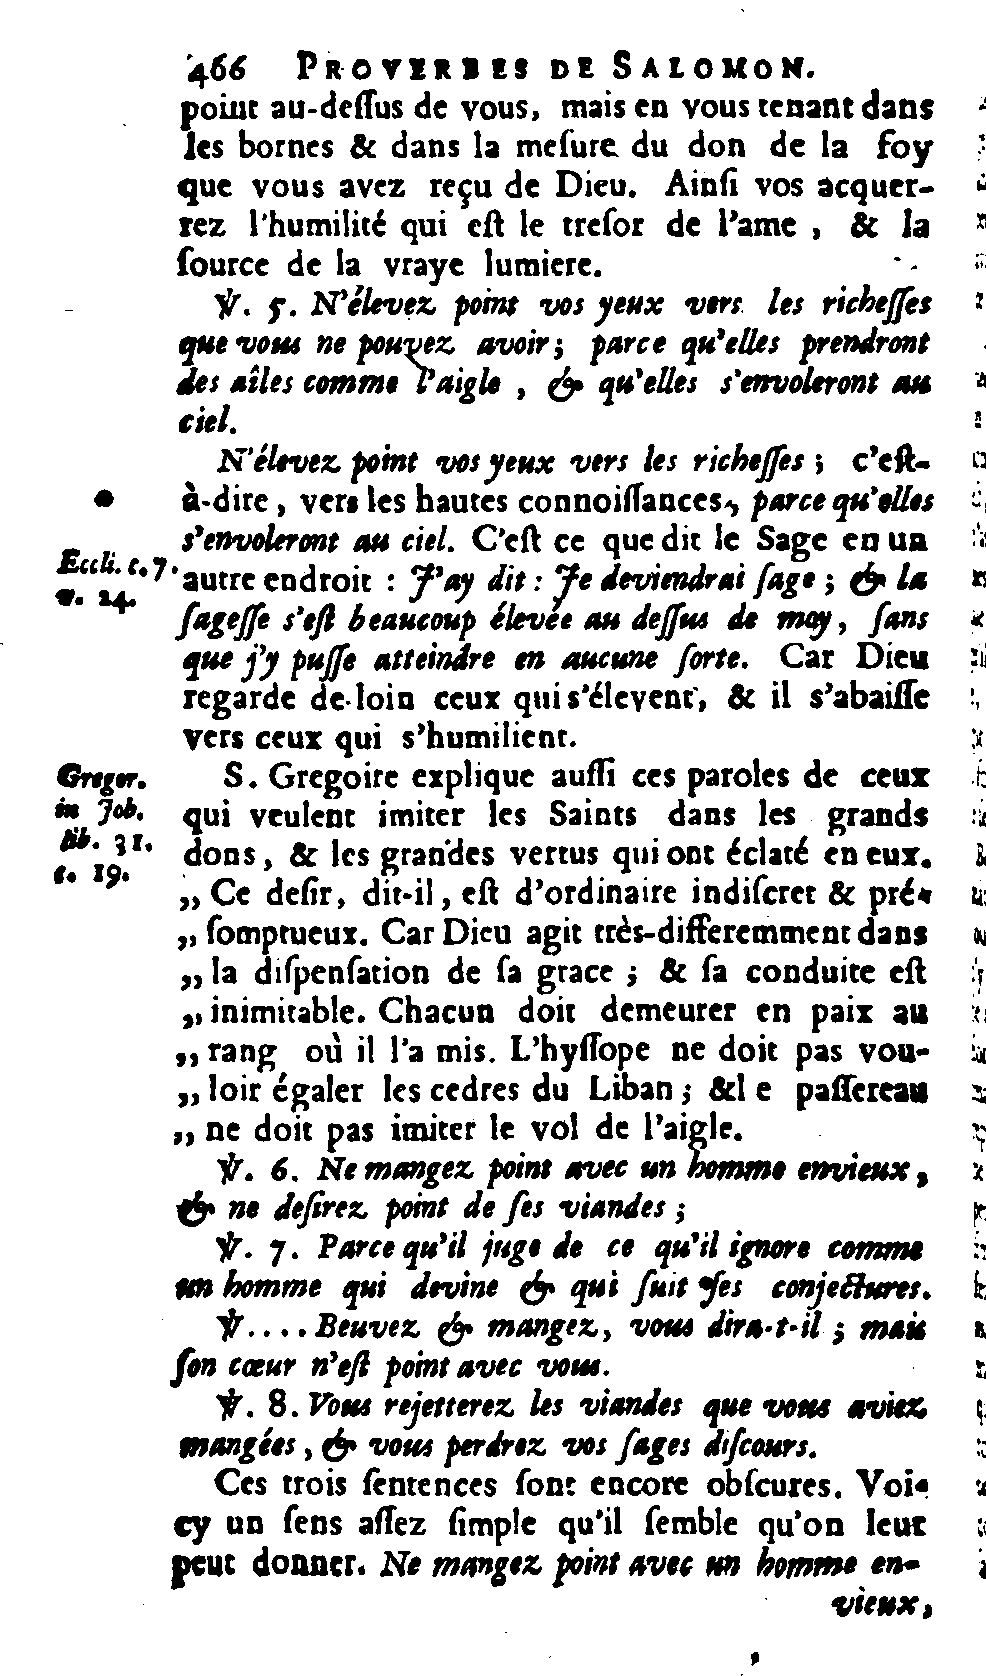 466 PROVERBES DE SALOMON.
point au-deſſus de vous, mais en vous tenant dans
les bornes & dans la meſure du don de la foy
que vous avez reçu de Dieu. Ainſi vos acquer-
rez l'humilité qui eſt le treſor de l'ame, & la
ſource de la vraye lumiere.
℣. 5. N'élevez point vos yeux vers les richeſſes
que vous ne pouvez avoir; parce qu'elles prendront
des aîles comme l'aigle, & qu'elles s'envoleront au
ciel.
N'élevez point vos yeux vers les richeſſes; c'eſt-
à-dire, vers les hautes connoiſſances, parce qu'elles
s'envoleront au ciel. C'eſt ce que dit le Sage en un
Eccli. c. 7.
v. 24.
autre endroit : J'ay dit : Je deviendrai ſage; & la
ſageſſe s'eſt beaucoup élevée au deſſus de moy, ſans
que j'y puſſe atteindre en aucune ſorte. Car Dieu
regarde de loin ceux qui s'élevent, & il s'abaiſſe
vers ceux qui s'humilient.
Gregor.
in Job.
lib. 31.
c. 19.
S. Gregoire explique auſſi ces paroles de ceux
qui veulent imiter les Saints dans les grands
dons, & les grandes vertus qui ont éclaté en eux.
„ Ce deſir, dit-il, eſt d'ordinaire indiſcret & pré-
„ ſomptueux. Car Dieu agit très-differemment dans
„ la diſpenſation de ſa grace; & ſa conduite eſt
„ inimitable. Chacun doit demeurer en paix au
„ rang où il l'a mis. L'hyſſope ne doit pas vou-
„ loir égaler les cedres du Liban; &l e paſſereau
„ ne doit pas imiter le vol de l'aigle.
℣. 6. Ne mangez point avec un homme envieux,
& ne deſirez point de ſes viandes;
℣. 7. Parce qu'il juge de ce qu'il ignore comme
un homme qui devine & qui ſuit ſes conjectures.
℣. . . . Beuvez & mangez, vous dira-t-il; mais
ſon cœur n'eſt point avec vous.
℣. 8. Vous rejetterez les viandes que vous aviez
mangées, & vous perdrez vos ſages diſcours.
Ces trois ſentences ſont encore obſcures. Voi-
cy un ſens aſſez ſimple qu'il ſemble qu'on leur
peut donner. Ne mangez point avec un homme en-
vieux,